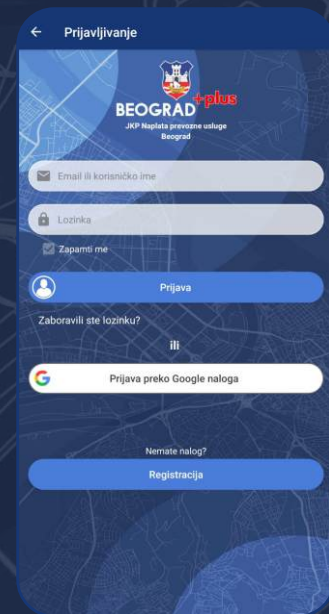 Prijavljivanje
BEOGRAD +plus
JKP Naplata prevozne usluge
Beograd
Email ili korisničko ime
Lozinka
Zapamti me
Prijava
Zaboravili ste lozinku?
ili
Prijava preko Google naloga
Nemate nalog?
Registracija